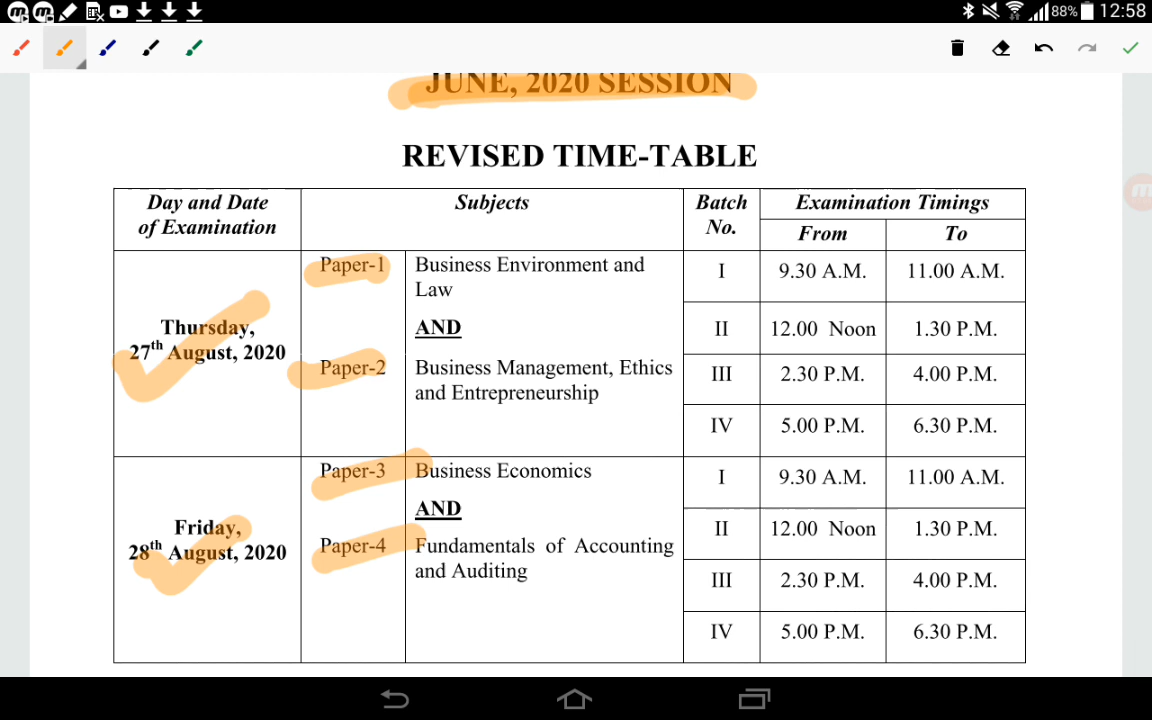 88% 12:58
JUNE, 2020 SESSION
REVISED TIME-TABLE
Day and Date
of Examination
Subjects
Batch
No.
Examination Timings
From To
Thursday,
27th August, 2020
Paper-1 Business Environment and
Law
AND
Paper-2 Business Management, Ethics
and Entrepreneurship
I 9.30 A.M. 11.00 A.M.
II 12.00 Noon 1.30 P.M.
III 2.30 P.M. 4.00 P.M.
IV 5.00 P.M. 6.30 P.M.
Friday,
28th August, 2020
Paper-3 Business Economics
AND
Paper-4 Fundamentals of Accounting
and Auditing
I 9.30 A.M. 11.00 A.M.
II 12.00 Noon 1.30 P.M.
III 2.30 P.M. 4.00 P.M.
IV 5.00 P.M. 6.30 P.M.